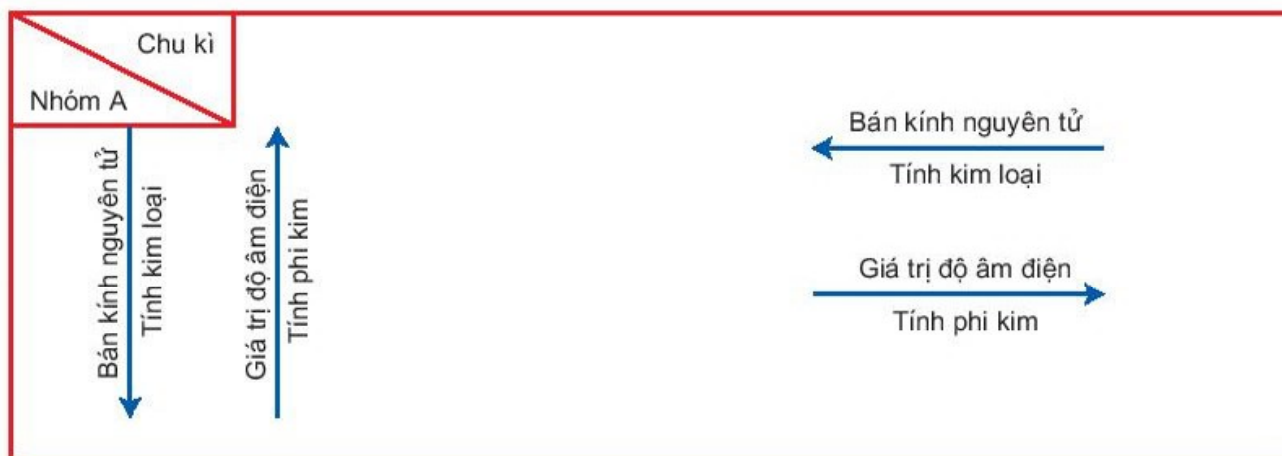 Chu kì
Nhóm A
Bán kính nguyên tử
Tính kim loại
Giá trị độ âm điện
Tính phi kim
Bán kính nguyên tử
Tính kim loại
Giá trị độ âm điện
Tính phi kim